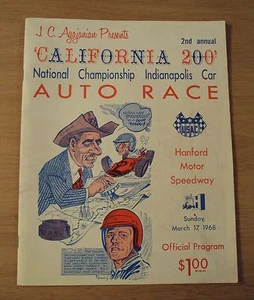 J. C. Agajanian Presents
2nd annual
'CALIFORNIA 200'
National Championship Indianapolis Car
AUTO RACE
USAC
Hanford
Motor
Speedway
Sunday,
March 17, 1968
Official Program
$1.00